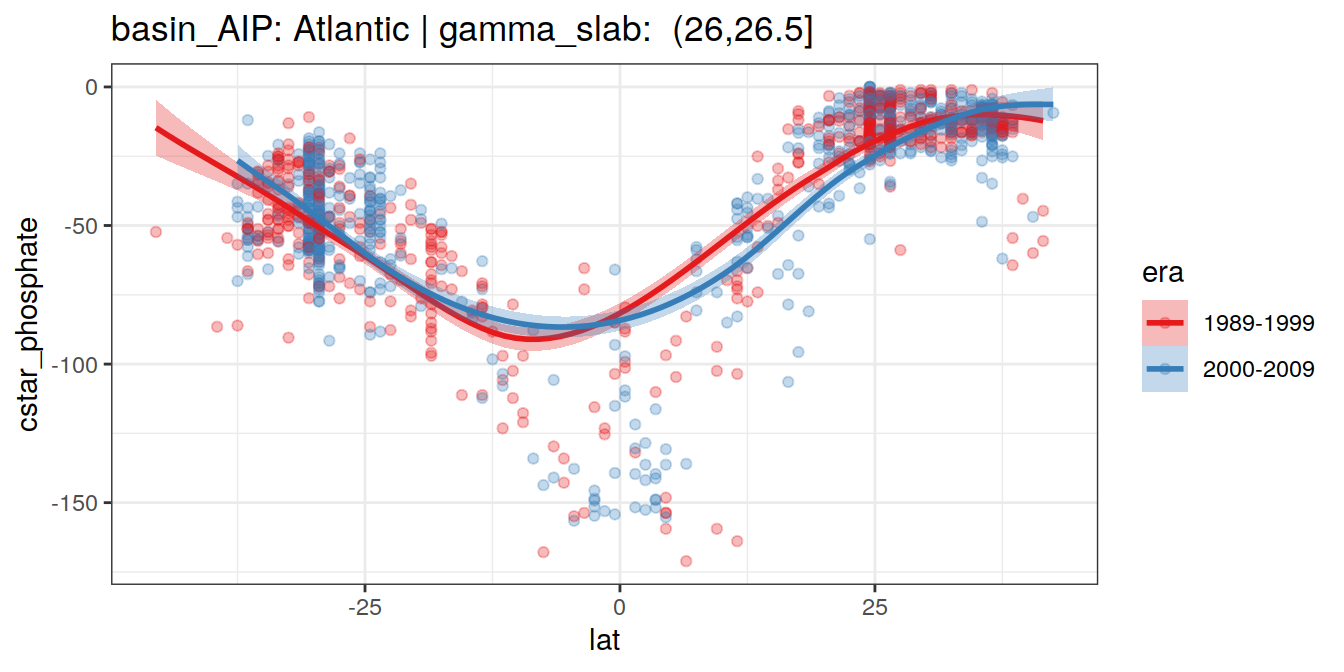 basin_AIP: Atlantic | gamma_slab:  (26,26.5]
cstar_phosphate
0
-50
-100
-150
-25
0
25
lat
era
1989-1999
2000-2009